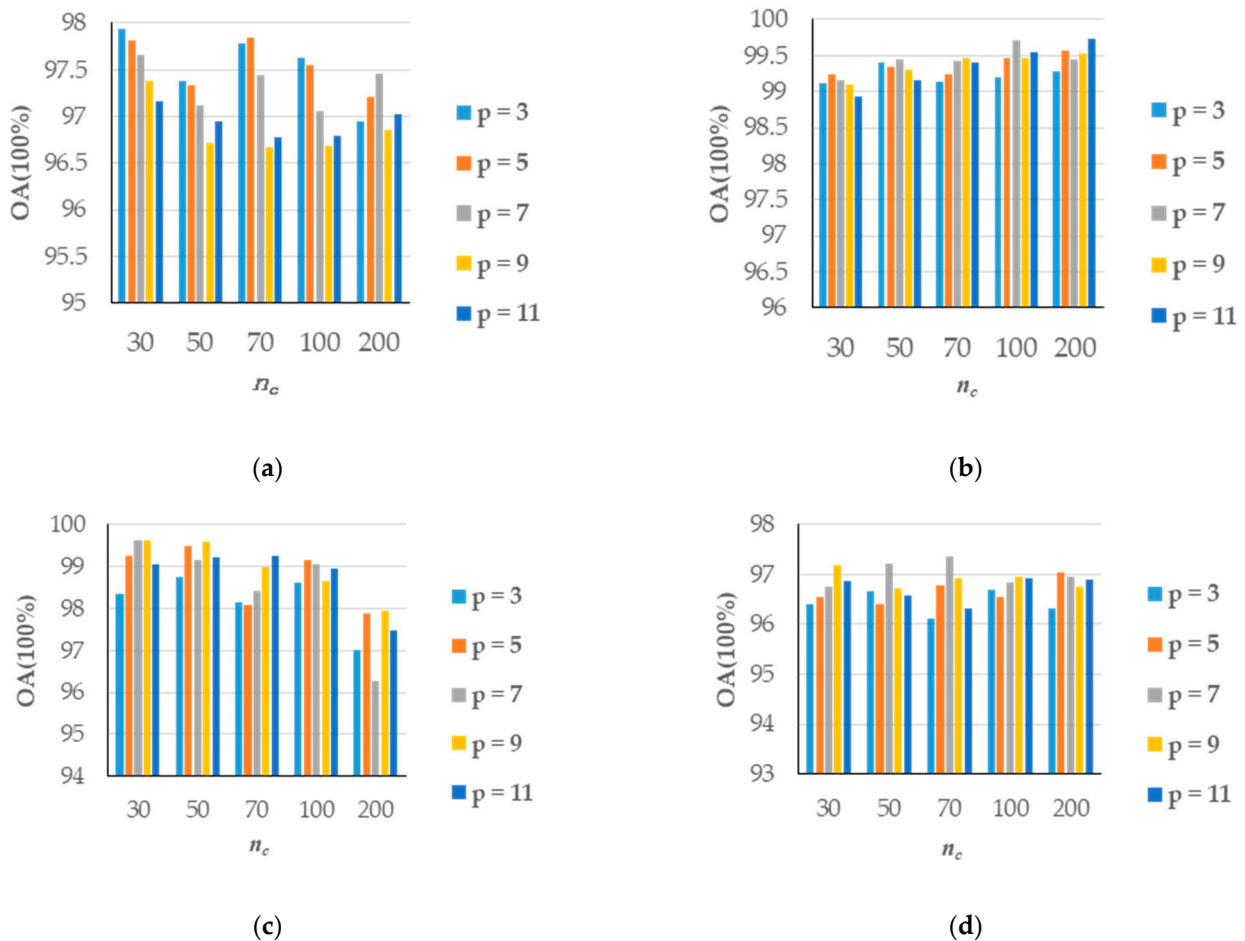 98
97.5
97
96.5
96
95.5
95
OA(100%)
30 50 70 100 200
n_c
p = 3
p = 5
p = 7
p = 9
p = 11
(a)
100
99.5
99
98.5
98
97.5
97
96.5
96
OA(100%)
30 50 70 100 200
n_c
p = 3
p = 5
p = 7
p = 9
p = 11
(b)
100
99
98
97
96
95
94
OA(100%)
30 50 70 100 200
n_c
p = 3
p = 5
p = 7
p = 9
p = 11
(c)
98
97
96
95
94
93
OA(100%)
30 50 70 100 200
n_c
p = 3
p = 5
p = 7
p = 9
p = 11
(d)